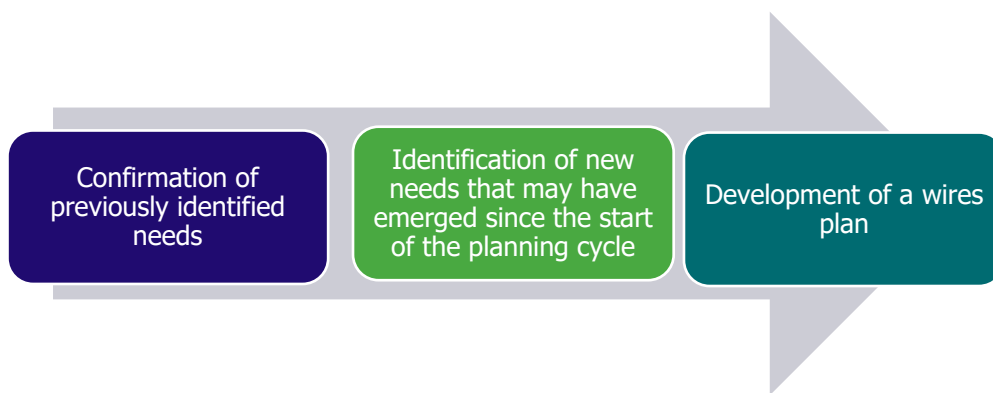 Confirmation of
previously identified
needs
Identification of new
needs that may have
emerged since the start
of the planning cycle
Development of a wires
plan